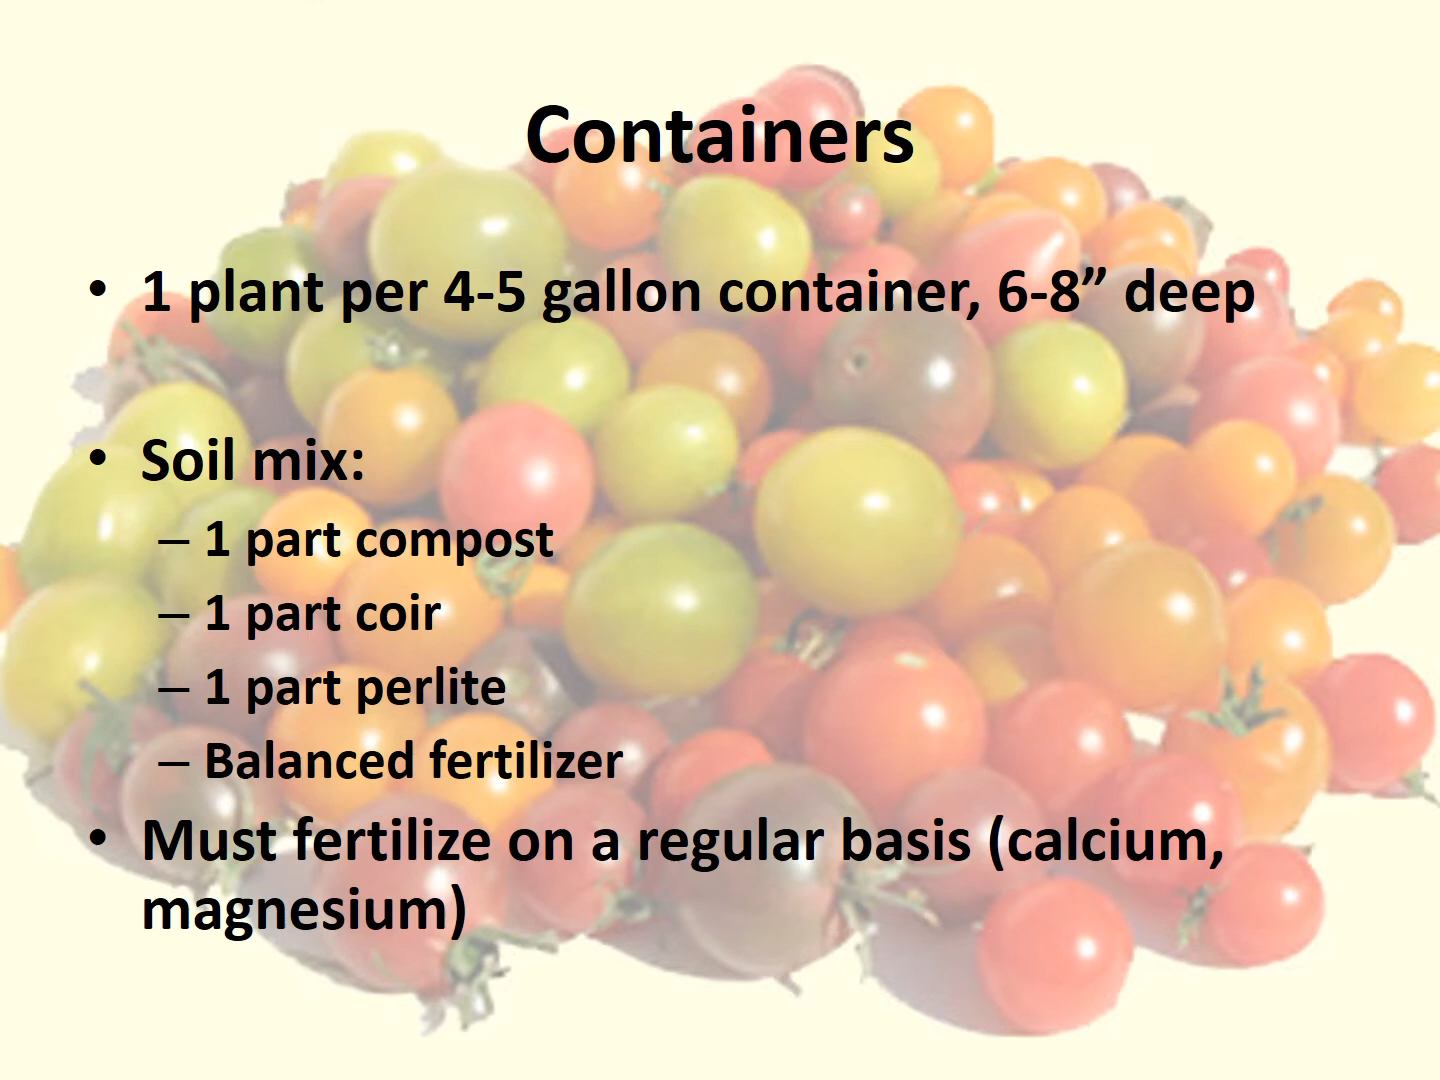 Containers
• 1 plant per 4-5 gallon container, 6-8” deep
• Soil mix:
– 1 part compost
– 1 part coir
– 1 part perlite
– Balanced fertilizer
• Must fertilize on a regular basis (calcium,
magnesium)